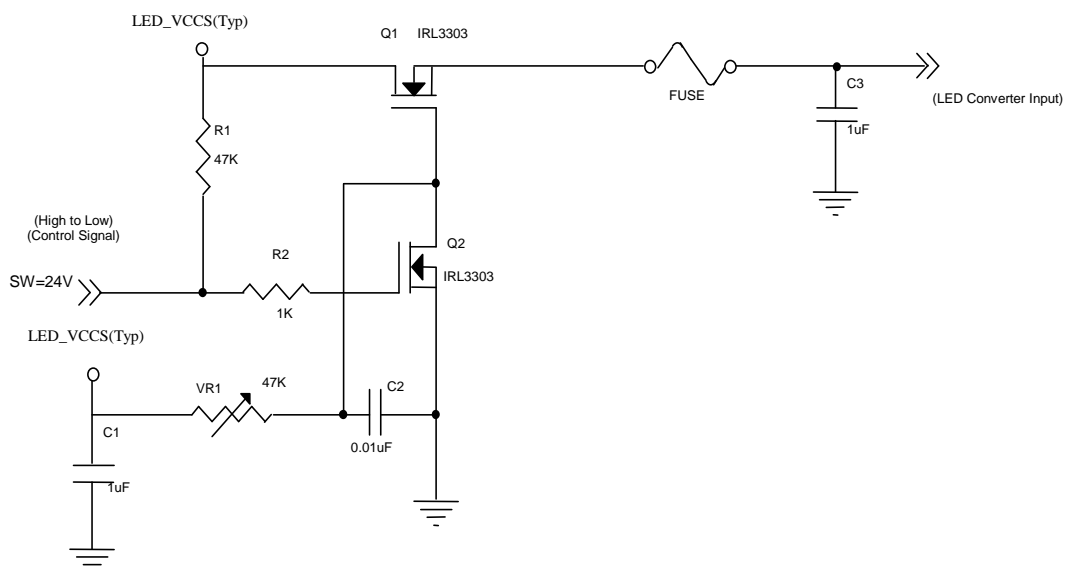 LED_VCCS(Typ)
Q1 IRL3303
FUSE
C3
1uF
(LED Converter Input)
R1
47K
(High to Low)
(Control Signal)
SW=24V
R2
1K
Q2
IRL3303
LED_VCCS(Typ)
VR1 47K
C2
0.01uF
C1
1uF